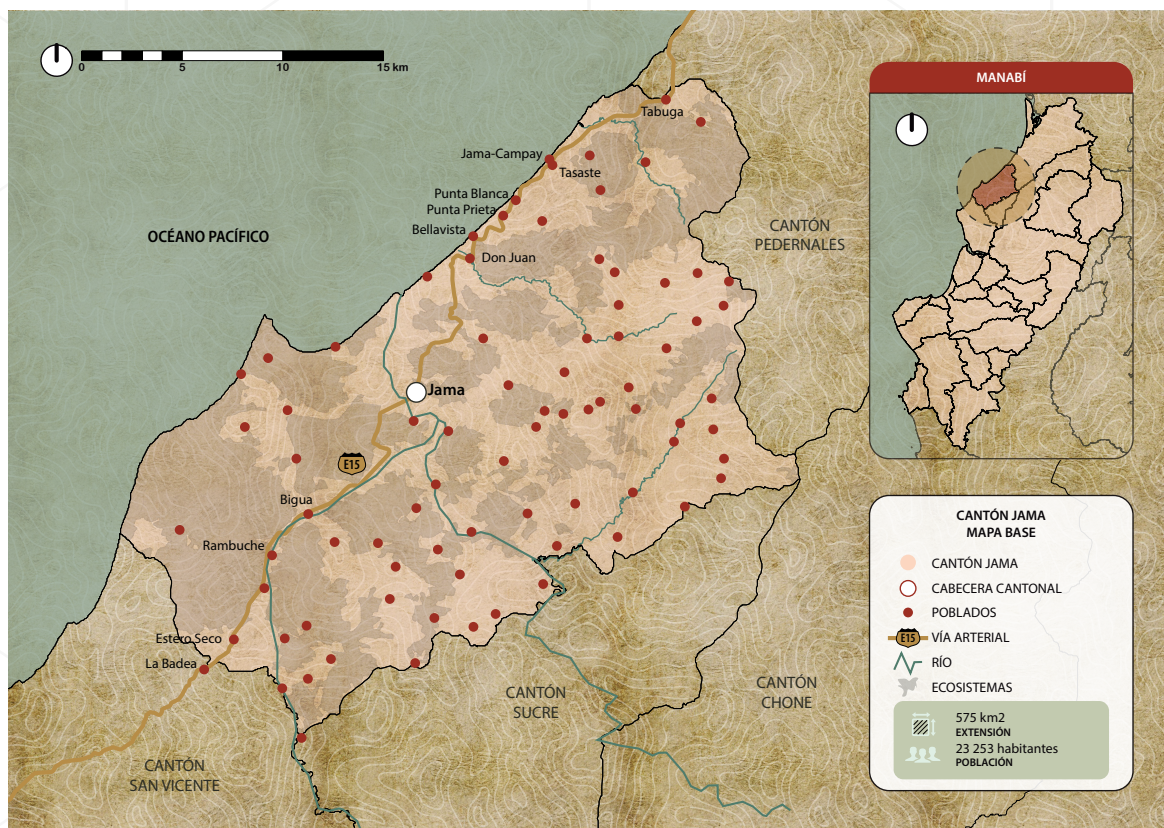 0
5
10
15 km
MANABÍ
Tabuga
Jama-Campay
Tasaste
Punta Blanca
Punta Prieta
Bellavista
Don Juan
OCÉANO PACÍFICO
CANTÓN
PEDERNALES
Jama
E15
Bigua
Rambuche
Estero Seco
La Badea
CANTÓN
SAN VICENTE
CANTÓN
SUCRE
CANTÓN
CHONE
CANTÓN JAMA
MAPA BASE
CANTÓN JAMA
CABECERA CANTONAL
POBLADOS
E15 VÍA ARTERIAL
RÍO
ECOSISTEMAS
575 km2
EXTENSIÓN
23 253 habitantes
POBLACIÓN